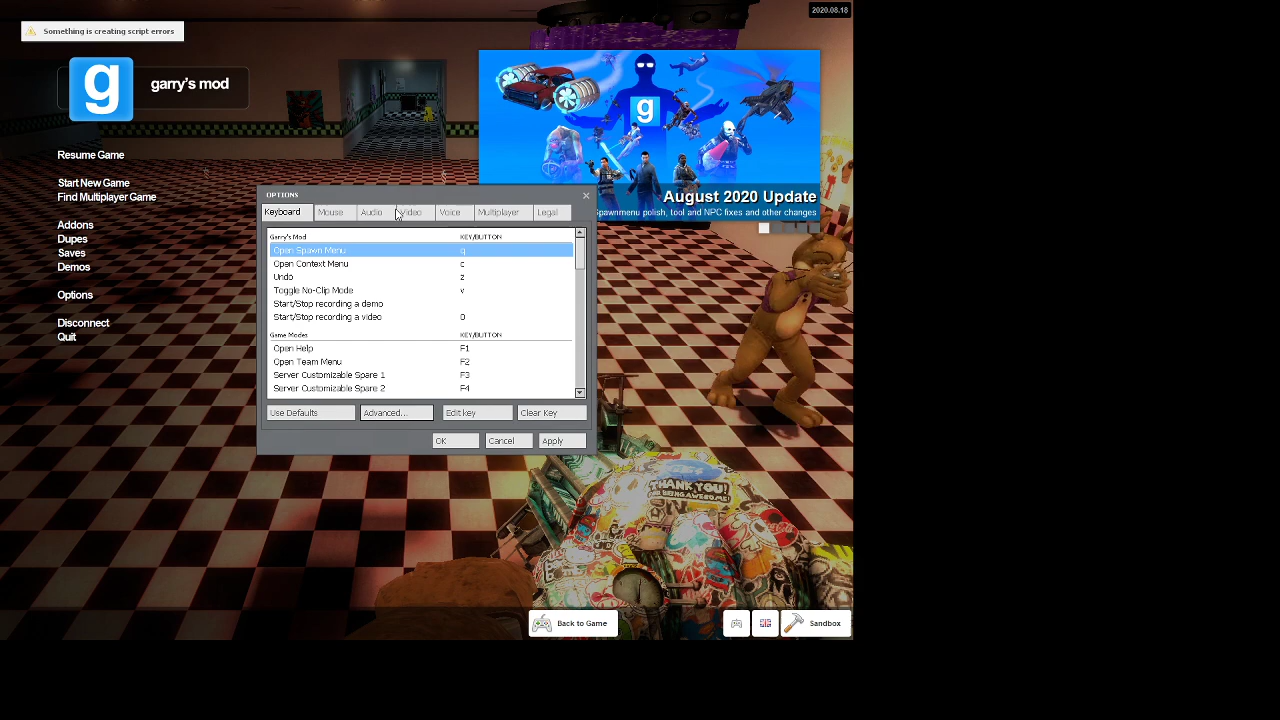 2020.08.18
Something is creating script errors
g garry's mod
g
August 2020 Update
Spawnmenu polish, tool and NPC fixes and other changes
Resume Game
Start New Game
Find Multiplayer Game
Addons
Dupes
Saves
Demos
Options
Disconnect
Quit
OPTIONS
Keyboard Mouse Audio Video Voice Multiplayer Legal
Garry's Mod KEY/BUTTON
Open Spawn Menu q
Open Context Menu c
Undo z
Toggle No-Clip Mode v
Start/Stop recording a demo
Start/Stop recording a video 0
Game Modes KEY/BUTTON
Open Help F1
Open Team Menu F2
Server Customizable Spare 1 F3
Server Customizable Spare 2 F4
Use Defaults Advanced... Edit key Clear Key
OK Cancel Apply
THANK YOU!
FOR BEING AWESOME!
Back to Game
Sandbox